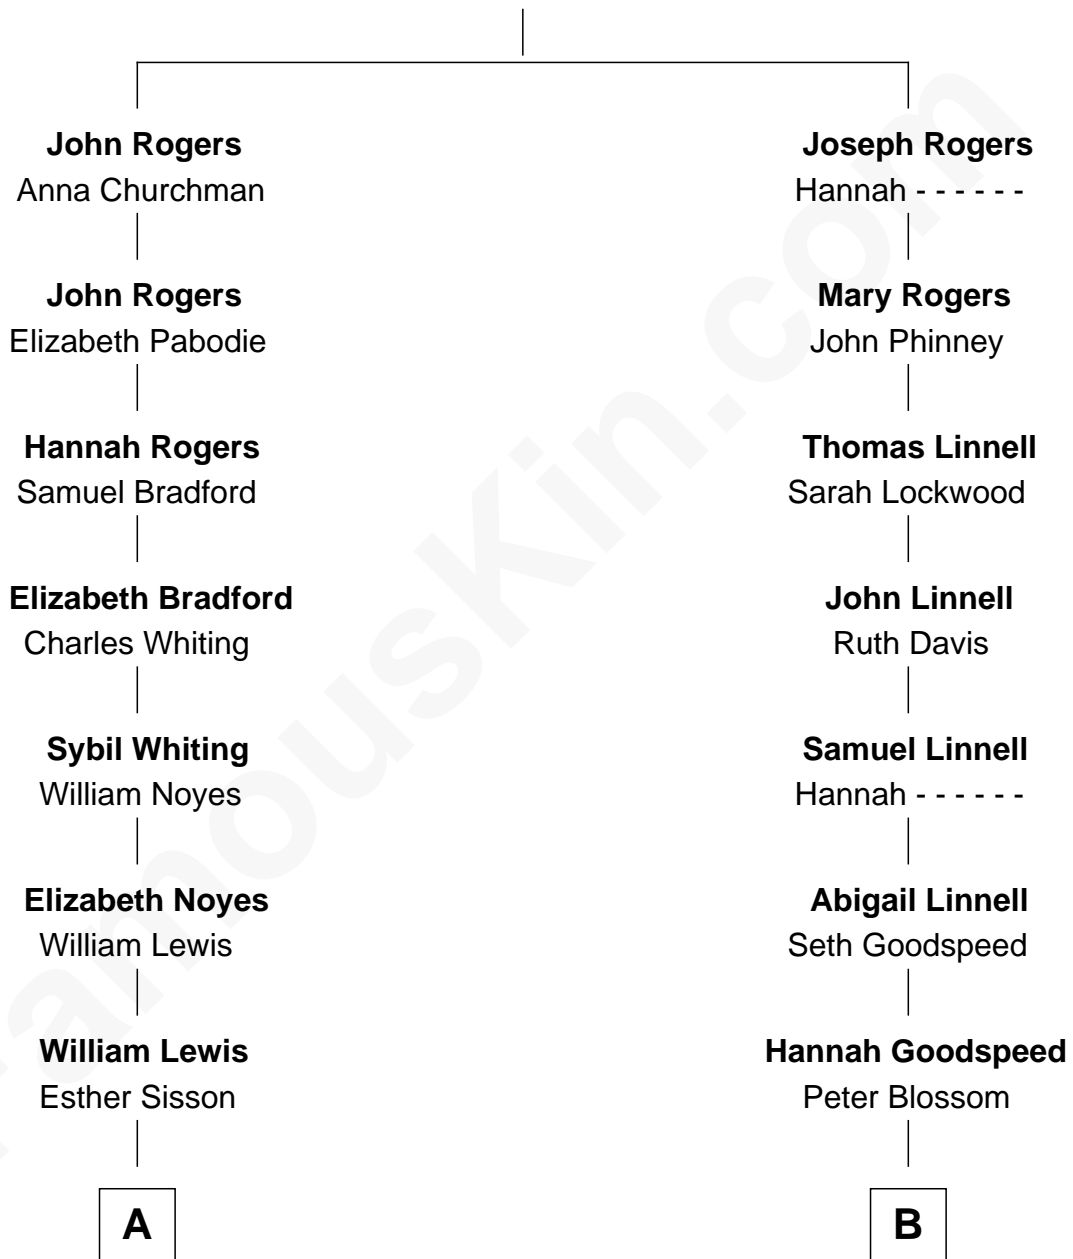 John Rogers
Anna Churchman
John Rogers
Elizabeth Pabodie
Hannah Rogers
Samuel Bradford
Elizabeth Bradford
Charles Whiting
Sybil Whiting
William Noyes
Elizabeth Noyes
William Lewis
William Lewis
Esther Sisson
A
Joseph Rogers
Hannah - - - - - -
Mary Rogers
John Phinney
Thomas Linnell
Sarah Lockwood
John Linnell
Ruth Davis
Samuel Linnell
Hannah - - - - - -
Abigail Linnell
Seth Goodspeed
Hannah Goodspeed
Peter Blossom
B
FamousKin.com